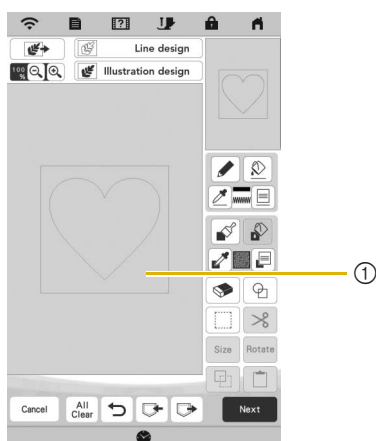 Line design
100
%
Illustration design
①
Size Rotate
Cancel
All
Clear
Next